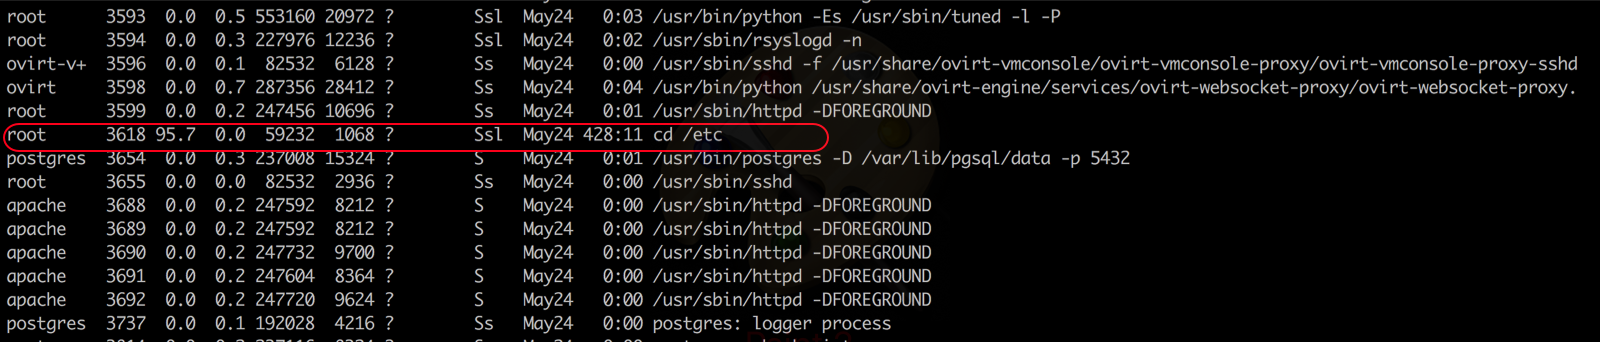 root 3593 0.0 0.5 553160 20972 ? Ssl May24 0:03 /usr/bin/python -Es /usr/sbin/tuned -l -P
root 3594 0.0 0.3 227976 12236 ? Ssl May24 0:02 /usr/sbin/rsyslogd -n
ovirt-v+ 3596 0.0 0.1 82532 6128 ? Ss May24 0:00 /usr/sbin/sshd -f /usr/share/ovirt-vmconsole/ovirt-vmconsole-proxy/ovirt-vmconsole-proxy-sshd
ovirt 3598 0.0 0.7 287356 28412 ? Ss May24 0:04 /usr/bin/python /usr/share/ovirt-engine/services/ovirt-websocket-proxy/ovirt-websocket-proxy.
root 3599 0.0 0.2 247456 10696 ? Ss May24 0:01 /usr/sbin/httpd -DFOREGROUND
root 3618 95.7 0.0 59232 1068 ? Ssl May24 428:11 cd /etc
postgres 3654 0.0 0.3 237008 15324 ? S May24 0:01 /usr/bin/postgres -D /var/lib/pgsql/data -p 5432
root 3655 0.0 0.0 82532 2936 ? Ss May24 0:00 /usr/sbin/sshd
apache 3688 0.0 0.2 247592 8212 ? S May24 0:00 /usr/sbin/httpd -DFOREGROUND
apache 3689 0.0 0.2 247592 8212 ? S May24 0:00 /usr/sbin/httpd -DFOREGROUND
apache 3690 0.0 0.2 247732 9700 ? S May24 0:00 /usr/sbin/httpd -DFOREGROUND
apache 3691 0.0 0.2 247604 8364 ? S May24 0:00 /usr/sbin/httpd -DFOREGROUND
apache 3692 0.0 0.2 247720 9624 ? S May24 0:00 /usr/sbin/httpd -DFOREGROUND
postgres 3737 0.0 0.1 192028 4216 ? Ss May24 0:00 postgres: logger process